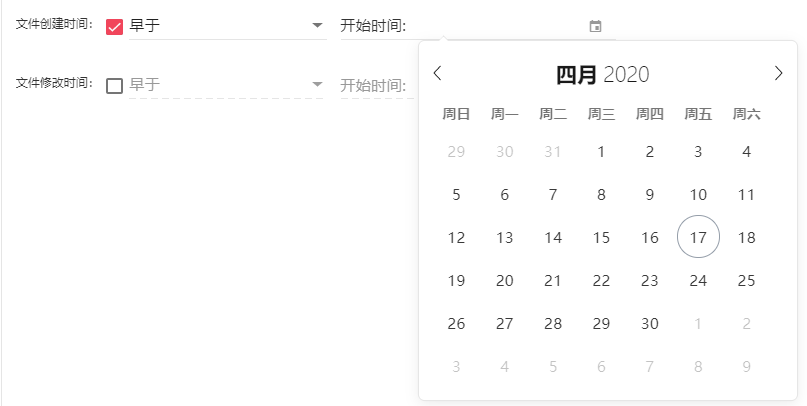 文件创建时间： 早于 开始时间:
文件修改时间： 早于 开始时间:
四月 2020
周日 周一 周二 周三 周四 周五 周六
29 30 31 1 2 3 4
5 6 7 8 9 10 11
12 13 14 15 16 17 18
19 20 21 22 23 24 25
26 27 28 29 30 1 2
3 4 5 6 7 8 9